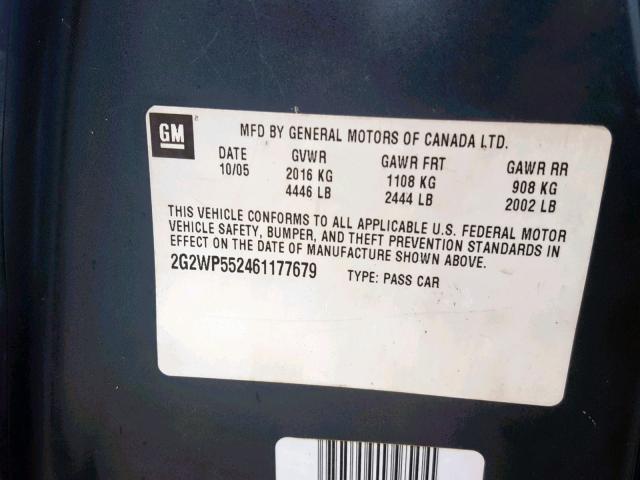 GM
MFD BY GENERAL MOTORS OF CANADA LTD.
DATE GVWR GAWR FRT GAWR RR
10/05 2016 KG 1108 KG 908 KG
4446 LB 2444 LB 2002 LB
THIS VEHICLE CONFORMS TO ALL APPLICABLE U.S. FEDERAL MOTOR
VEHICLE SAFETY, BUMPER, AND THEFT PREVENTION STANDARDS IN
EFFECT ON THE DATE OF MANUFACTURE SHOWN ABOVE.
2G2WP552461177679 TYPE: PASS CAR